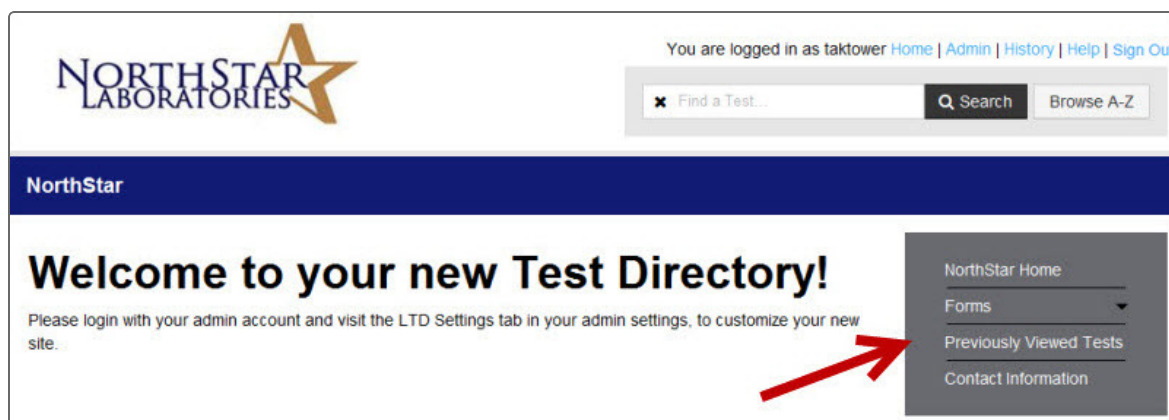 NORTHSTAR
LABORATORIES
You are logged in as taktower Home | Admin | History | Help | Sign Ou
Find a Test...
Search
Browse A-Z
NorthStar
Welcome to your new Test Directory!
Please login with your admin account and visit the LTD Settings tab in your admin settings, to customize your new
site.
NorthStar Home
Forms
Previously Viewed Tests
Contact Information